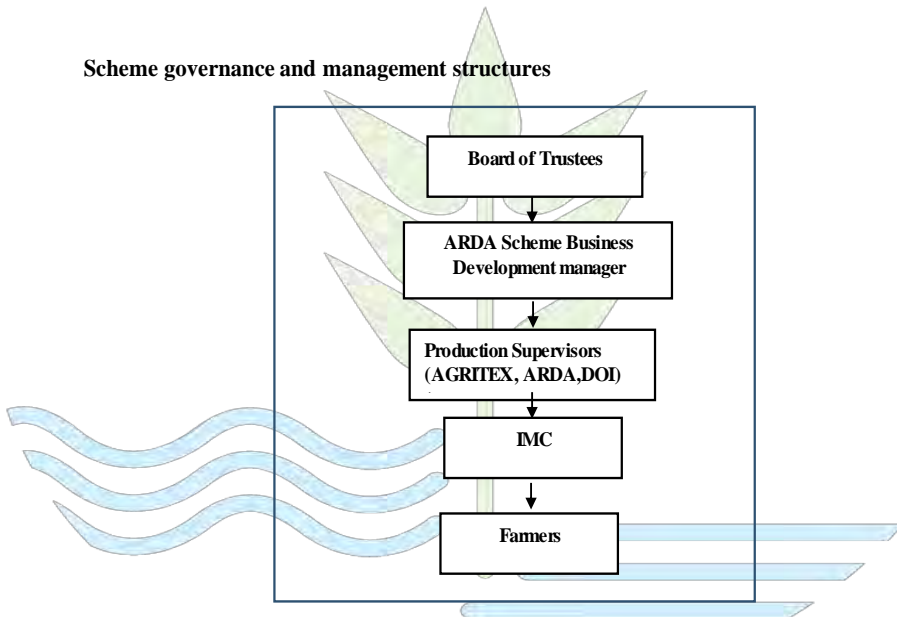 Scheme governance and management structures
Board of Trustees
ARDA Scheme Business
Development manager
Production Supervisors
(AGRITEX, ARDA,DOI)
IMC
Farmers